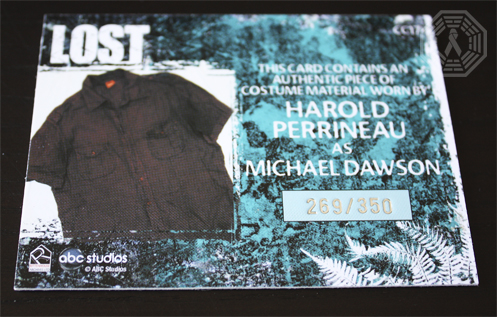 LOST
CC17
THIS CARD CONTAINS AN
AUTHENTIC PIECE OF
COSTUME MATERIAL WORN BY
HAROLD
PERRINEAU
AS
MICHAEL DAWSON
269/350
abc studios
© ABC Studios